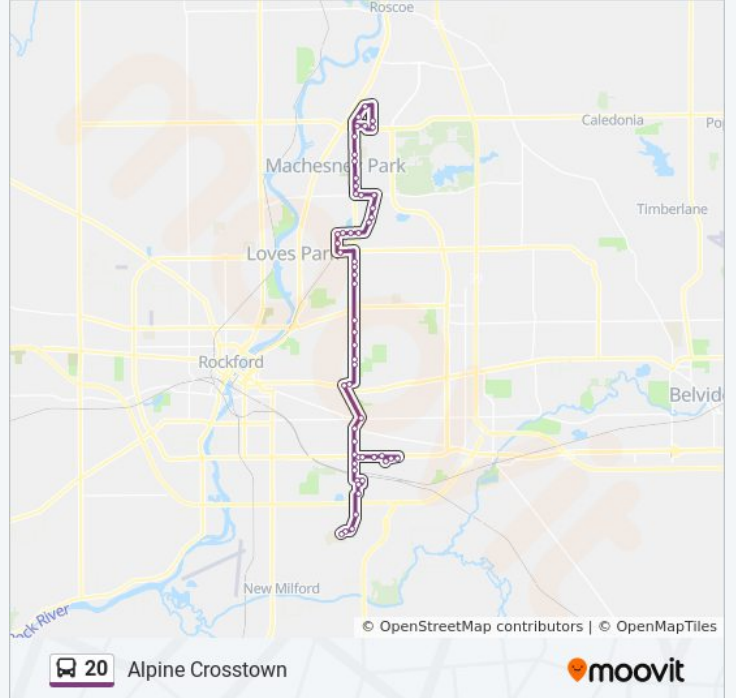 Roscoe
Caledonia
Po
Machesney Park
Timberlane
Loves Park
Rockford
Belvid
New Milford
ock River
© OpenStreetMap contributors | © OpenMapTiles
20 Alpine Crosstown
moovit